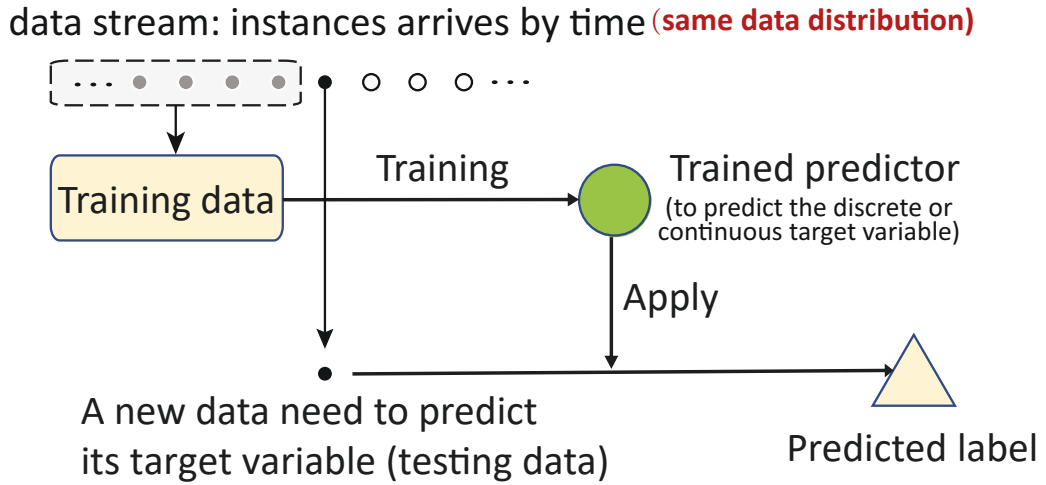 data stream: instances arrives by time (same data distribution)
...
...
Training data
Training
Trained predictor
(to predict the discrete or
continuous target variable)
Apply
A new data need to predict
its target variable (testing data)
Predicted label